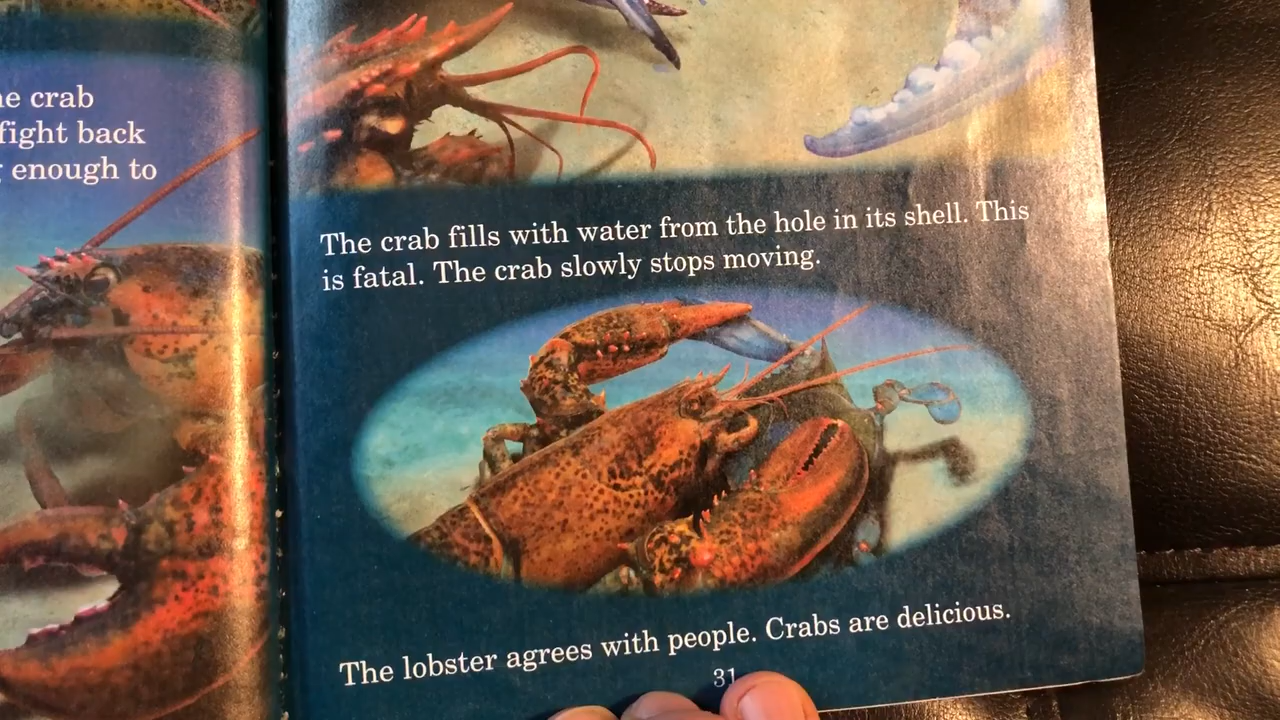 he crab
fight back
enough to
The crab fills with water from the hole in its shell. This
is fatal. The crab slowly stops moving.
The lobster agrees with people. Crabs are delicious.
31